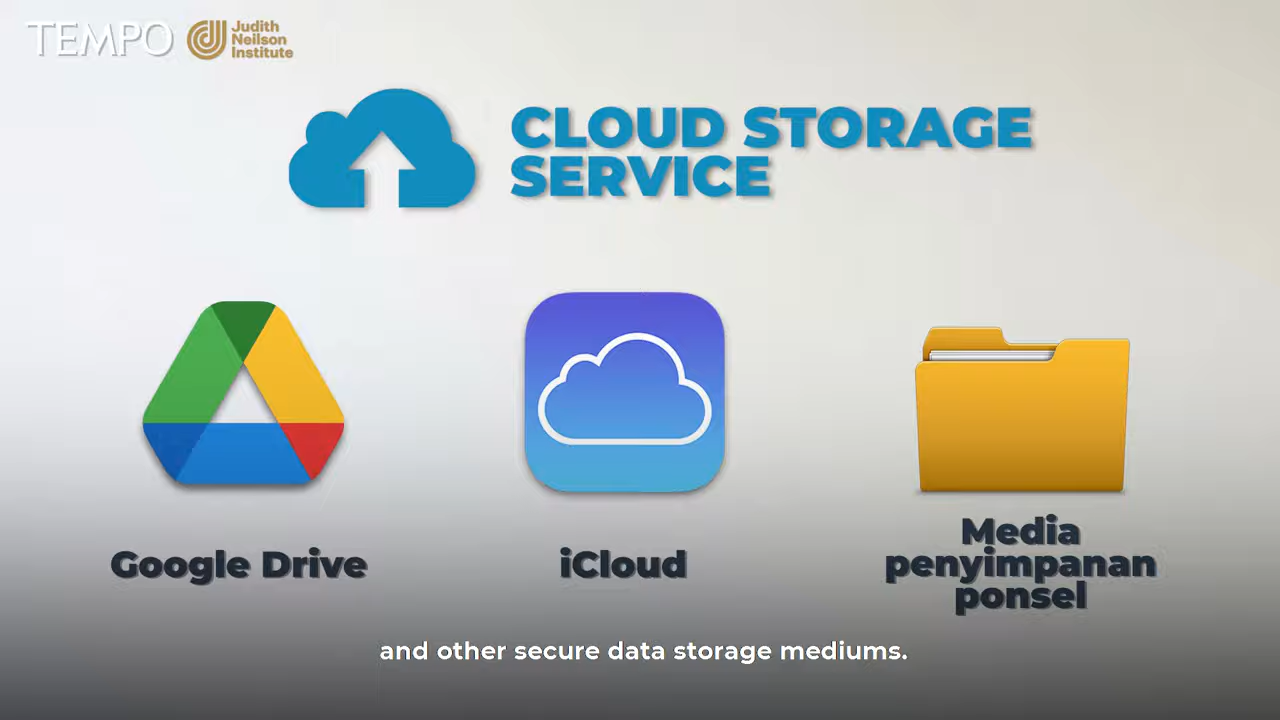 TEMPO
Judith
Neilson
Institute
CLOUD STORAGE
SERVICE
Google Drive
iCloud
Media
penyimpanan
ponsel
and other secure data storage mediums.